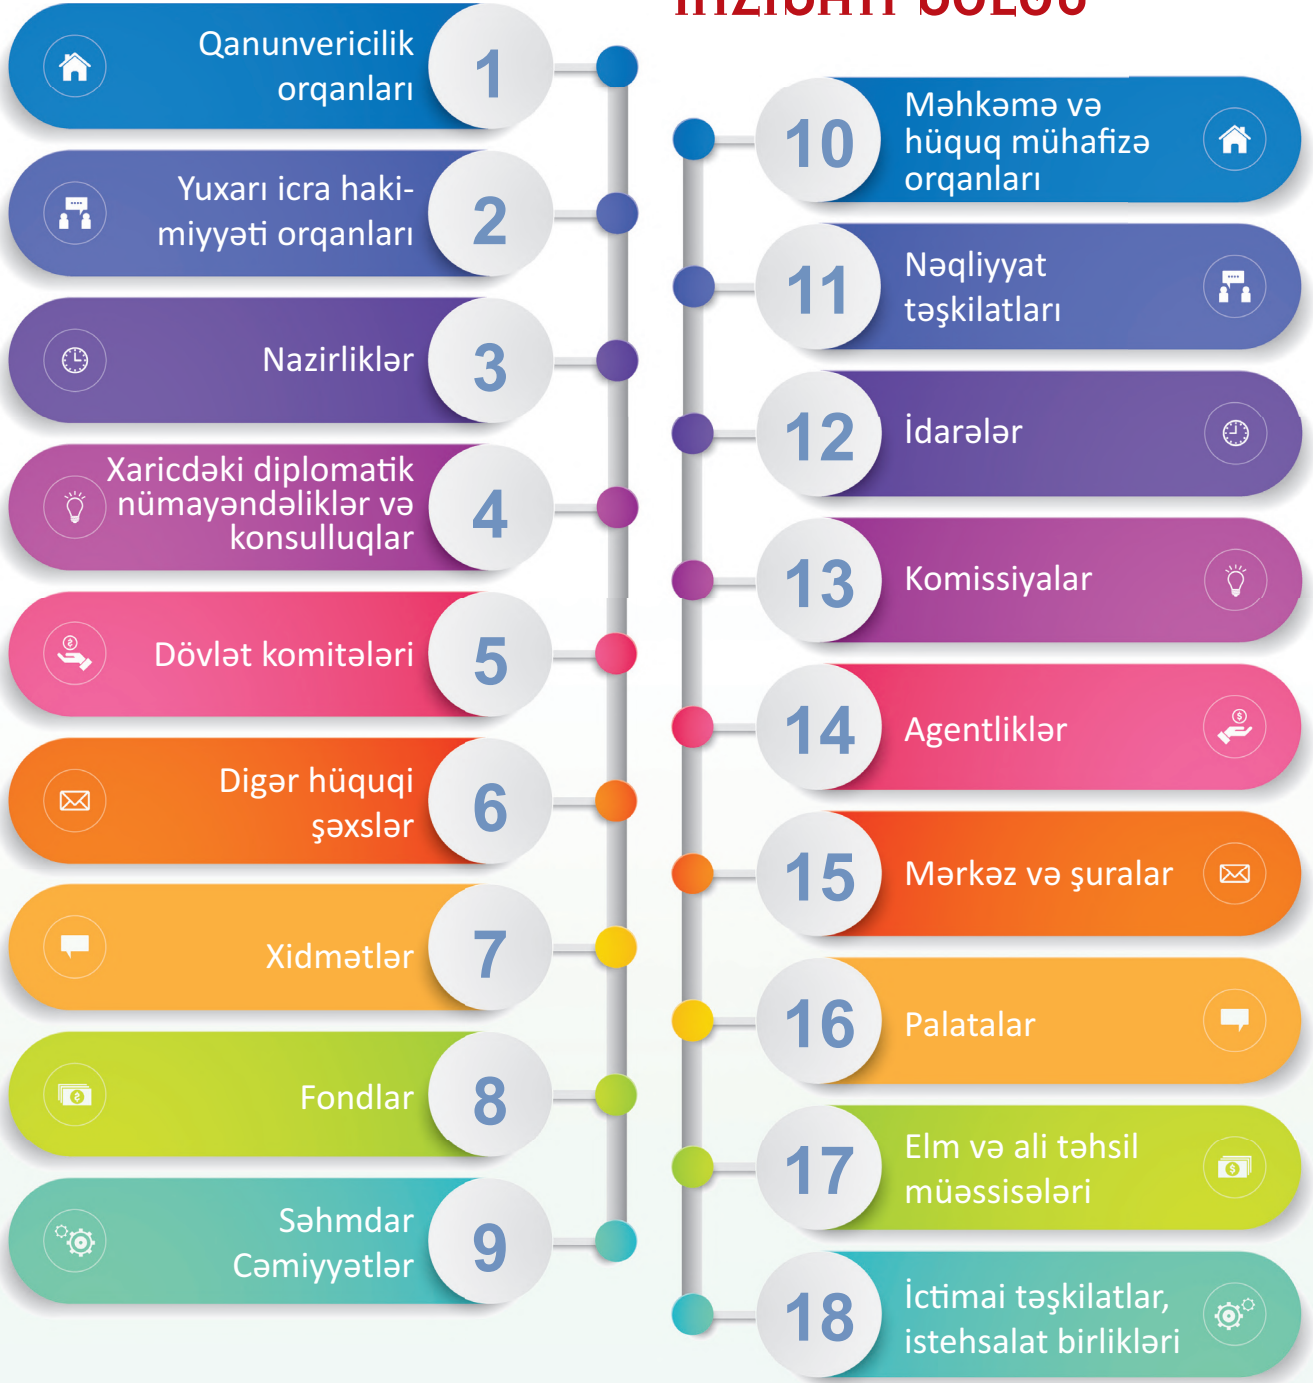 Qanunvericilik
orqanları
1
Yuxarı icra haki-
miyyəti orqanları
2
Nazirliklər
3
Xaricdəki diplomatik
nümayəndəliklər və
konsulluqlar
4
Dövlət komitələri
5
Digər hüquqi
şəxslər
6
Xidmətlər
7
Fondlar
8
Səhmdar
Cəmiyyətlər
9
10
Məhkəmə və
hüquq mühafizə
orqanları
11
Nəqliyyat
təşkilatları
12
İdarələr
13
Komissiyalar
14
Agentliklər
15
Mərkəz və şuralar
16
Palatalar
17
Elm və ali təhsil
müəssisələri
18
İctimai təşkilatlar,
istehsalat birlikləri